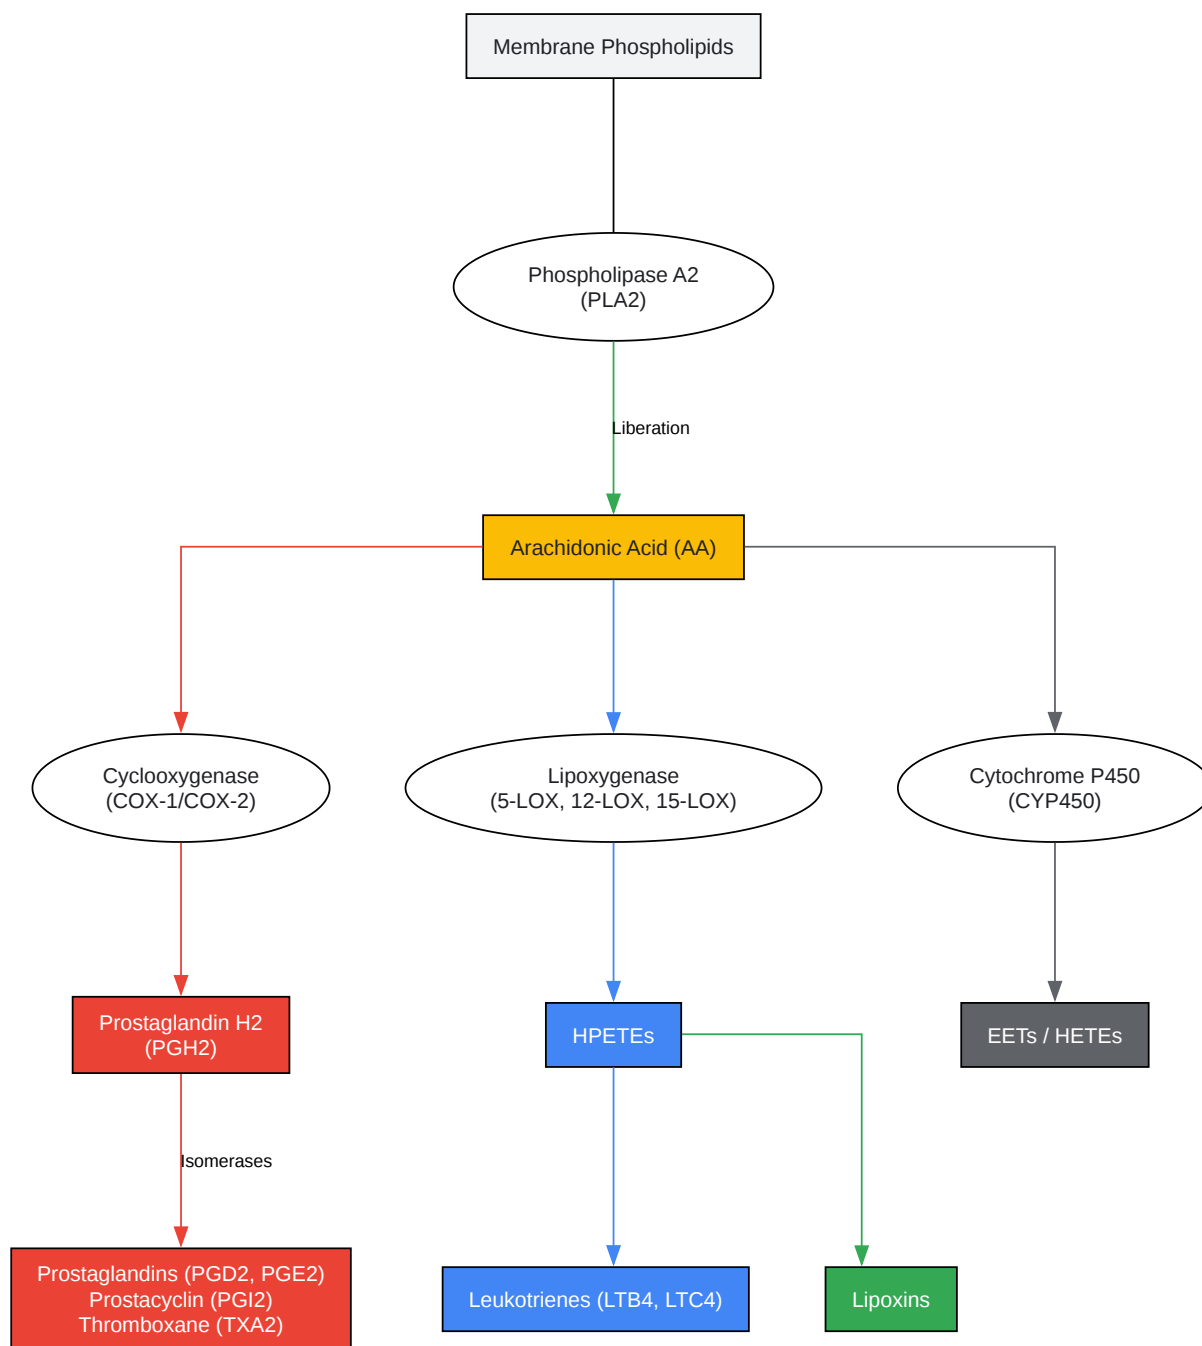 Membrane Phospholipids
Phospholipase A2
(PLA2)
Liberation
Arachidonic Acid (AA)
Cyclooxygenase
(COX-1/COX-2)
Lipoxygenase
(5-LOX, 12-LOX, 15-LOX)
Cytochrome P450
(CYP450)
Prostaglandin H2
(PGH2)
HPETEs
EETs / HETEs
Isomerases
Prostaglandins (PGD2, PGE2)
Prostacyclin (PGI2)
Thromboxane (TXA2)
Leukotrienes (LTB4, LTC4)
Lipoxins